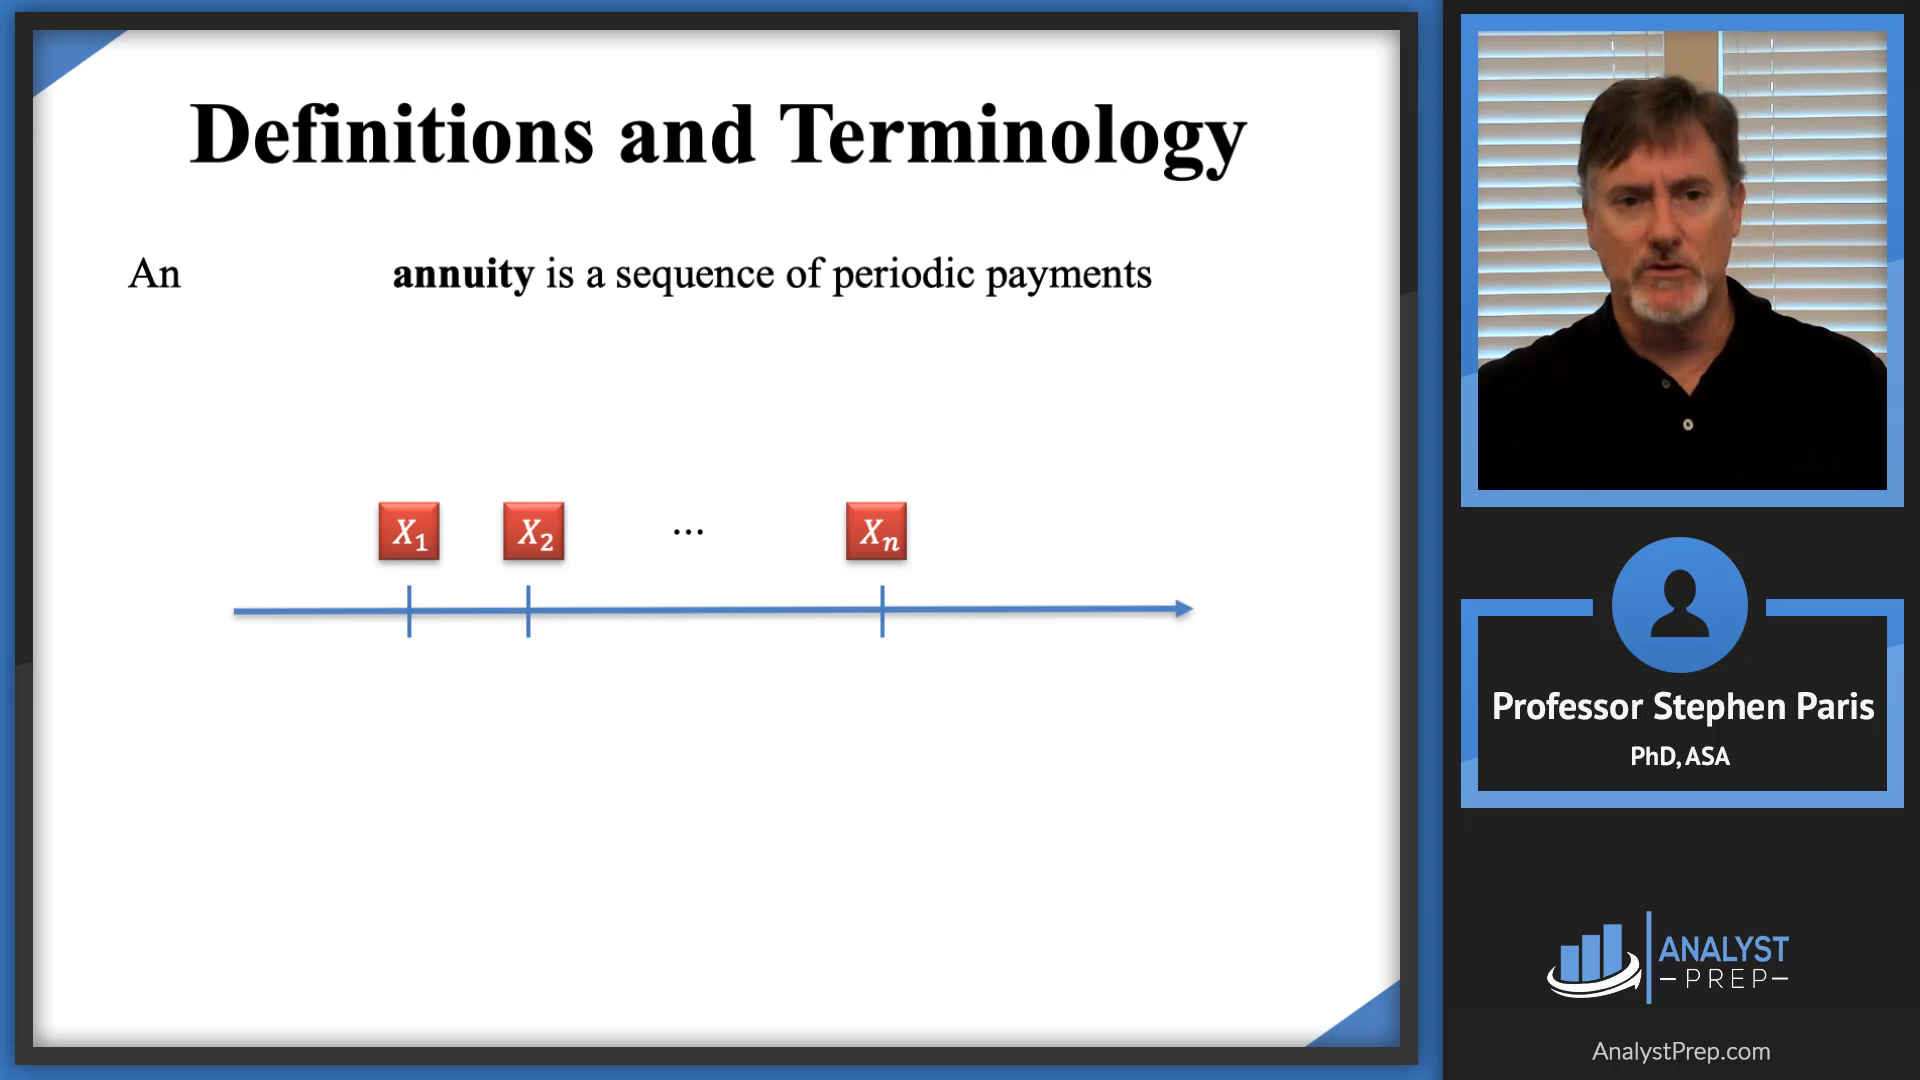 Definitions and Terminology
An annuity is a sequence of periodic payments
X₁ X₂ ... Xₙ
Professor Stephen Paris
PhD, ASA
ANALYST
PREP
AnalystPrep.com